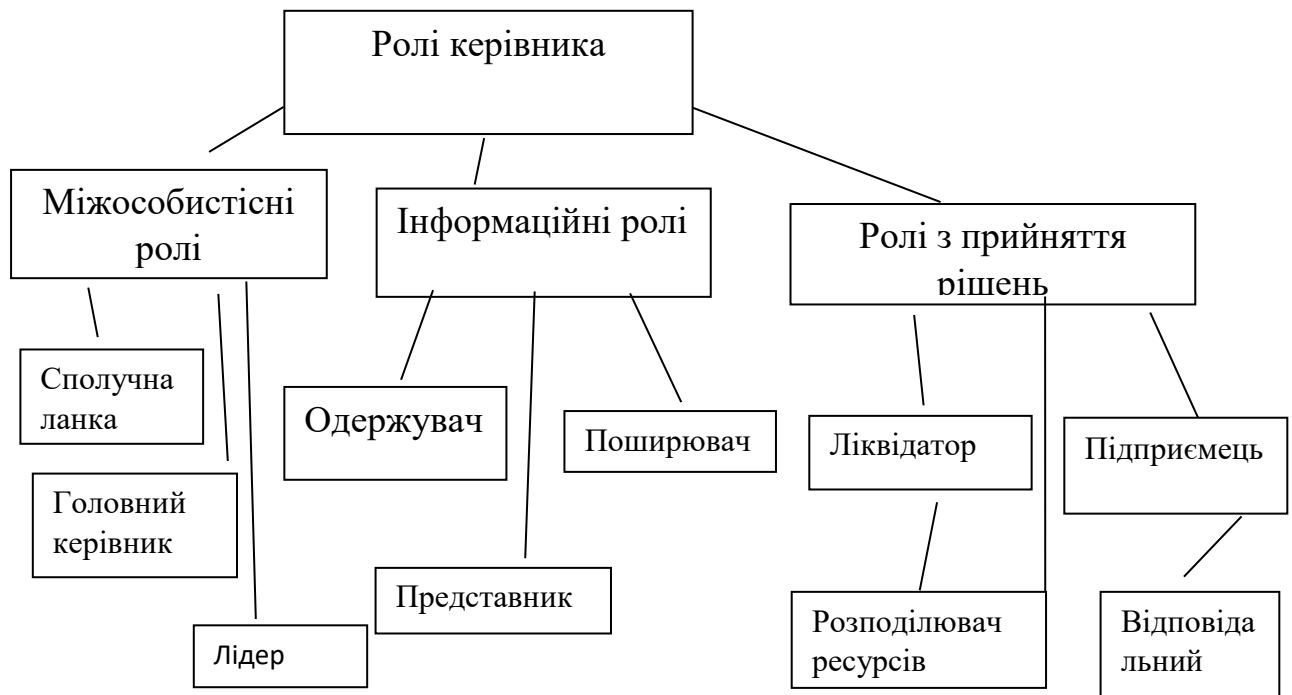 Ролі керівника
Міжособистісні
ролі
Інформаційні ролі
Ролі з прийняття
рішень
Сполучна
ланка
Головний
керівник
Лідер
Одержувач
Представник
Поширювач
Ліквідатор
Розподілювач
ресурсів
Підприємець
Відповіда
льний